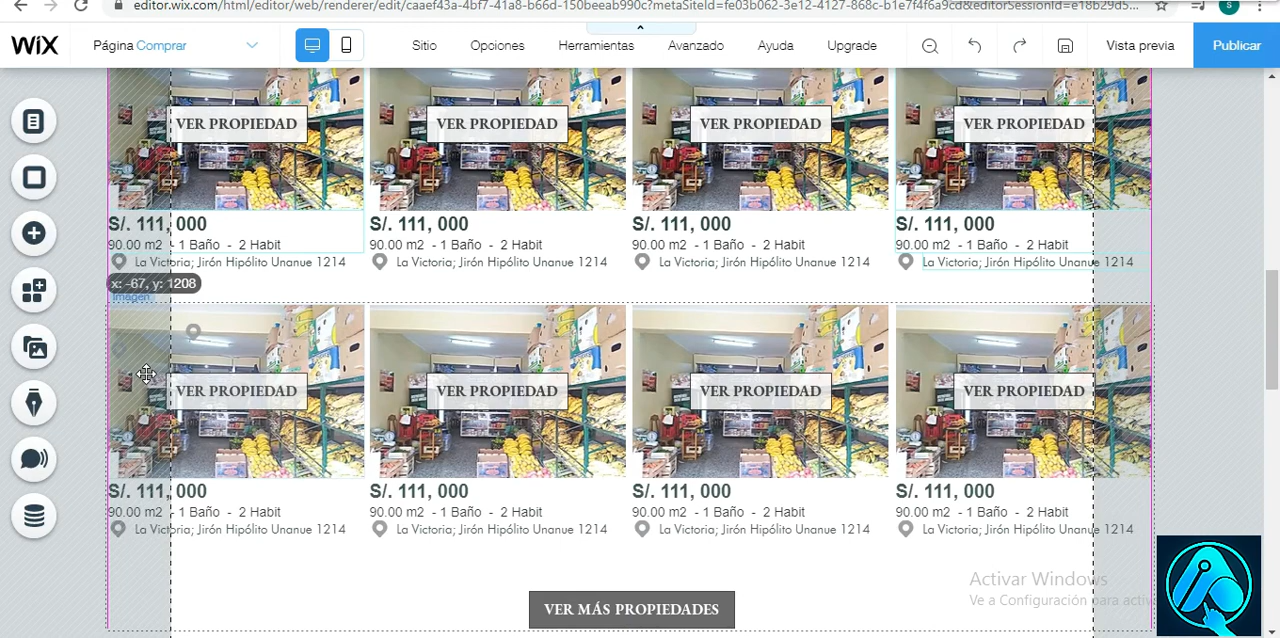 editor.wix.com/html/editor/web/renderer/edit/caaef43a-4bf7-41a8-b66d-150beeab990c?metaSiteId=fe03b062-3e12-4127-868c-b1e7f4f6a9cd&editorSessionId=e18b29d5...
S
WiX
Página Comprar
Sitio
Opciones
Herramientas
Avanzado
Ayuda
Upgrade
Vista previa
Publicar
VER PROPIEDAD VER PROPIEDAD VER PROPIEDAD VER PROPIEDAD
S/. 111, 000 S/. 111, 000 S/. 111, 000 S/. 111, 000
90.00 m2 - 1 Baño - 2 Habit 90.00 m2 - 1 Baño - 2 Habit 90.00 m2 - 1 Baño - 2 Habit 90.00 m2 - 1 Baño - 2 Habit
La Victoria; Jirón Hipólito Unanue 1214 La Victoria; Jirón Hipólito Unanue 1214 La Victoria; Jirón Hipólito Unanue 1214 La Victoria; Jirón Hipólito Unanue 1214
x: -67, y: 1208
Imagen
VER PROPIEDAD VER PROPIEDAD VER PROPIEDAD VER PROPIEDAD
S/. 111, 000 S/. 111, 000 S/. 111, 000 S/. 111, 000
90.00 m2 - 1 Baño - 2 Habit 90.00 m2 - 1 Baño - 2 Habit 90.00 m2 - 1 Baño - 2 Habit 90.00 m2 - 1 Baño - 2 Habit
La Victoria; Jirón Hipólito Unanue 1214 La Victoria; Jirón Hipólito Unanue 1214 La Victoria; Jirón Hipólito Unanue 1214 La Victoria; Jirón Hipólito Unanue 1214
VER MÁS PROPIEDADES
Activar Windows
Ve a Configuración para activ